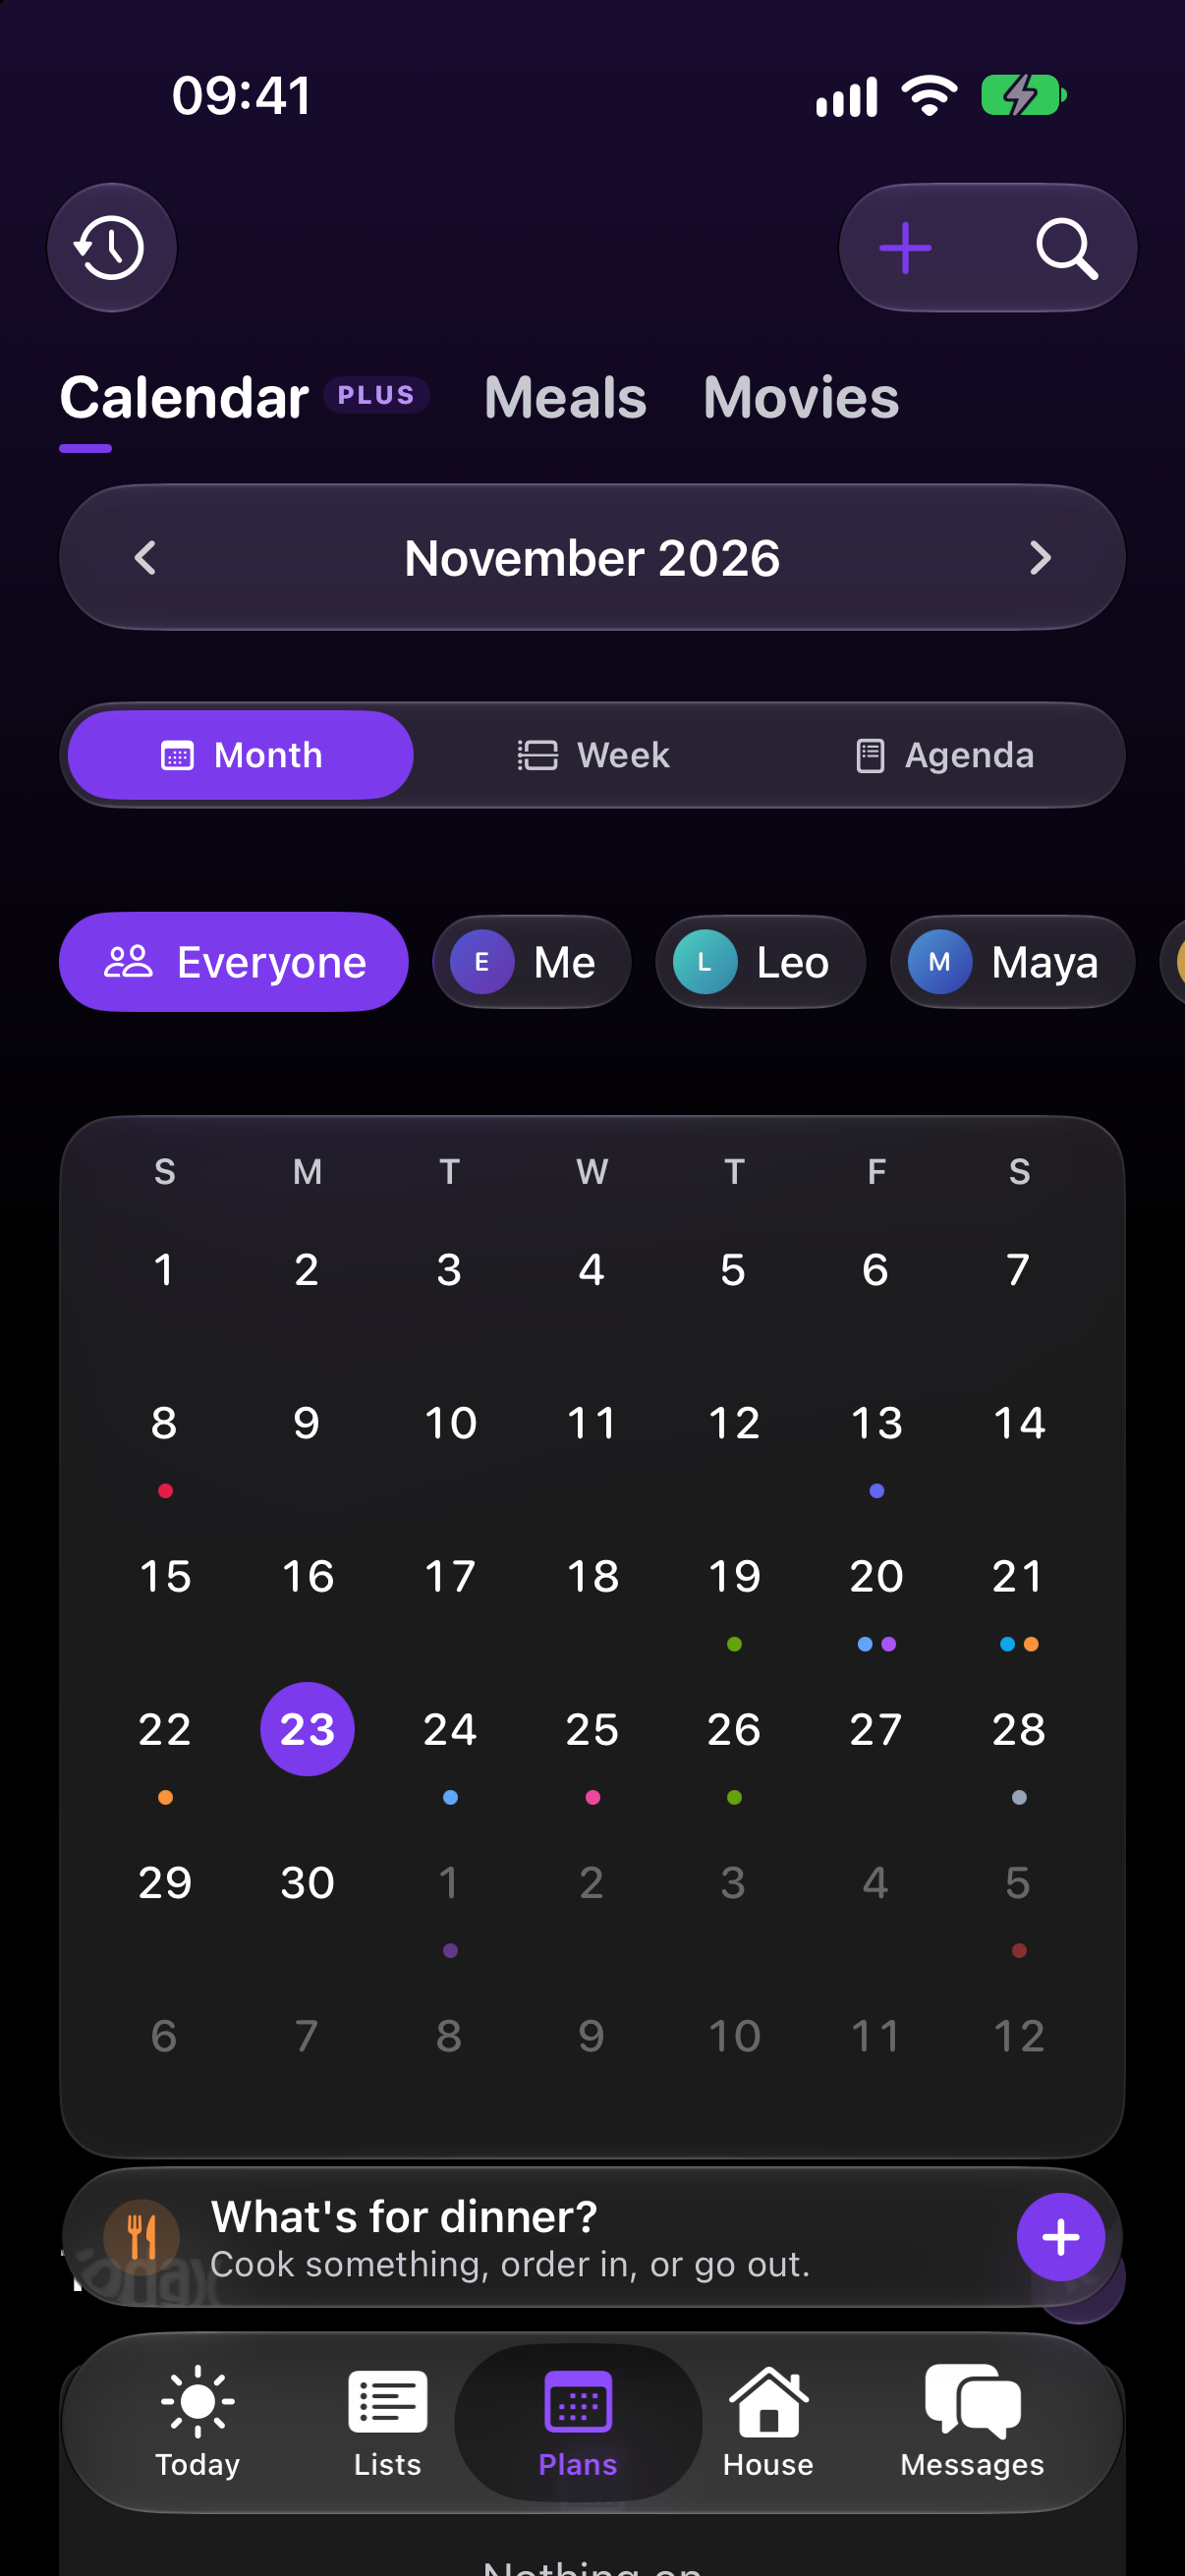 09:41
Calendar PLUS Meals Movies
November 2026
Month Week Agenda
Everyone E Me L Leo M Maya
S M T W T F S
1 2 3 4 5 6 7
8 9 10 11 12 13 14
15 16 17 18 19 20 21
22 23 24 25 26 27 28
29 30 1 2 3 4 5
6 7 8 9 10 11 12
What's for dinner?
Cook something, order in, or go out.
Today
Today Lists Plans House Messages
Nothing on